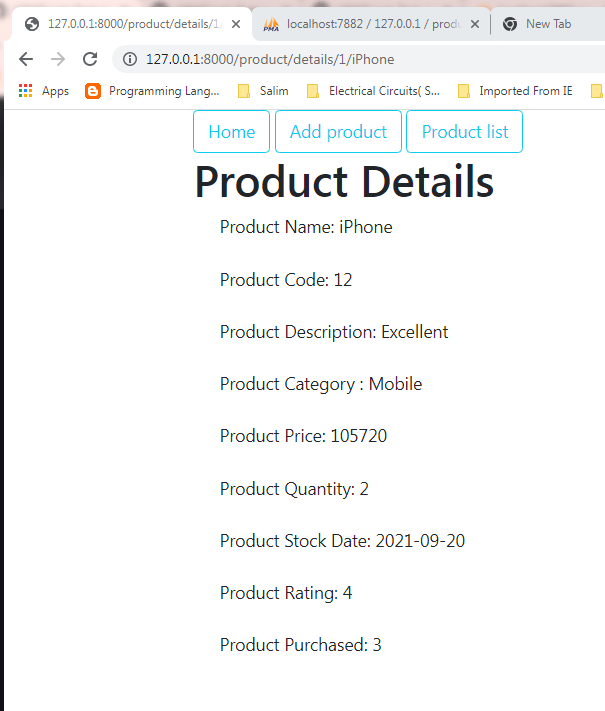 127.0.0.1:8000/product/details/1/
localhost:7882 / 127.0.0.1 / produ
New Tab
127.0.0.1:8000/product/details/1/iPhone
Apps Programming Lang... Salim Electrical Circuits( S... Imported From IE
Home Add product Product list
Product Details
Product Name: iPhone
Product Code: 12
Product Description: Excellent
Product Category : Mobile
Product Price: 105720
Product Quantity: 2
Product Stock Date: 2021-09-20
Product Rating: 4
Product Purchased: 3